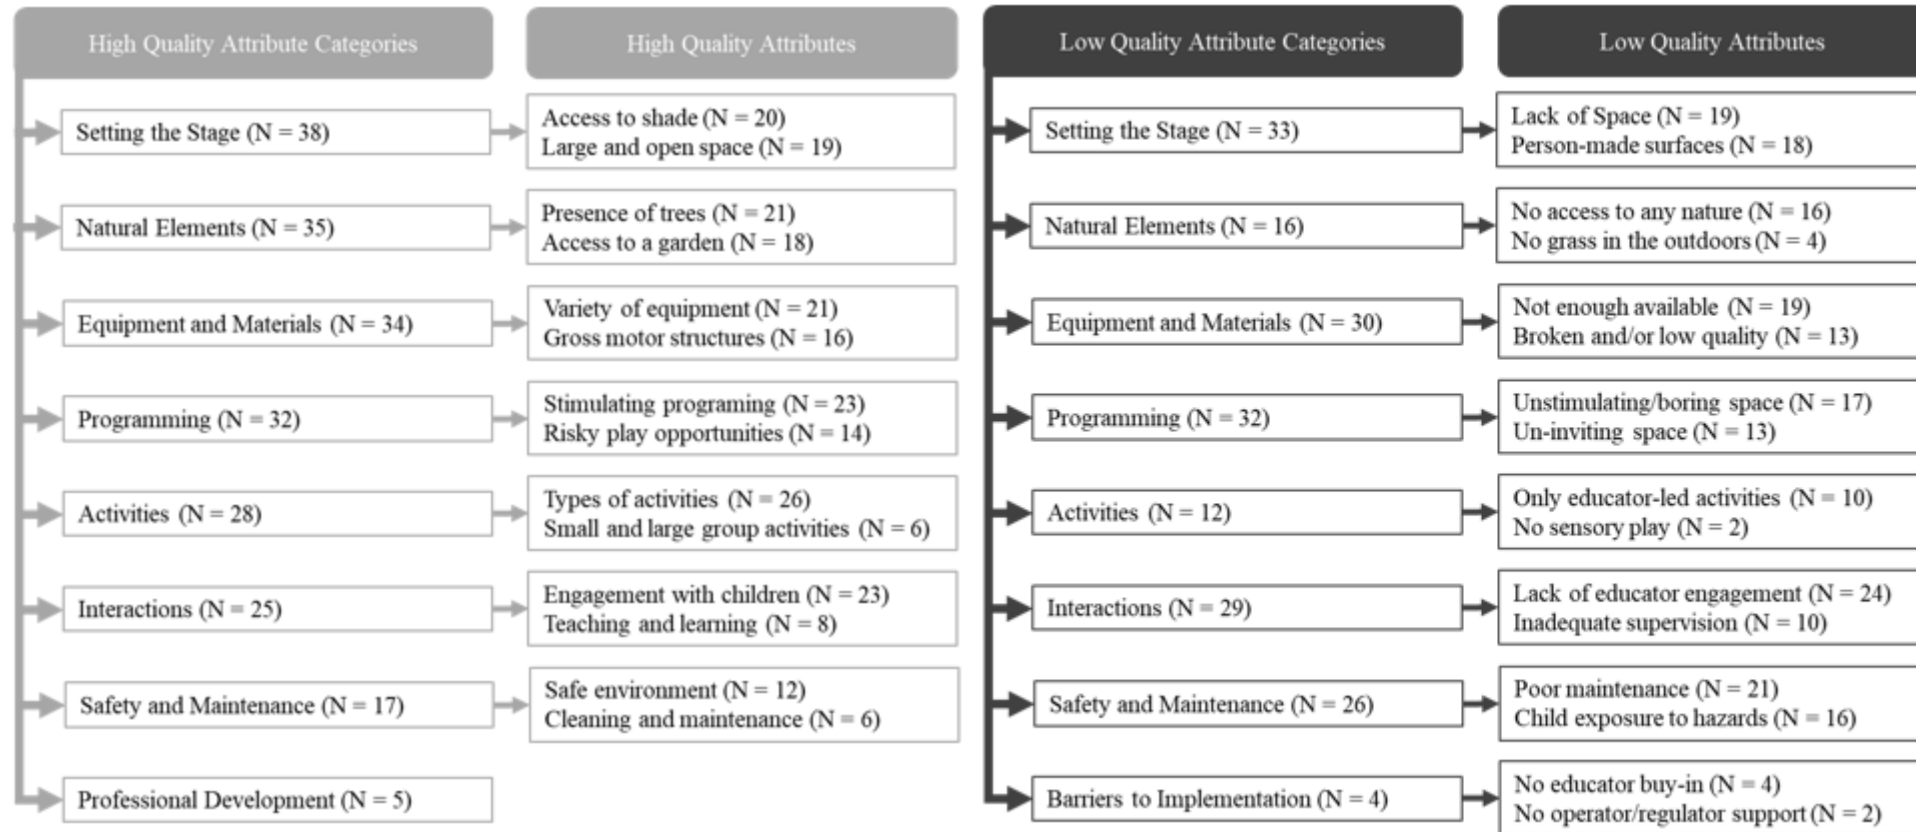 High Quality Attribute Categories
High Quality Attributes
Setting the Stage (N = 38)
Access to shade (N = 20)
Large and open space (N = 19)
Natural Elements (N = 35)
Presence of trees (N = 21)
Access to a garden (N = 18)
Equipment and Materials (N = 34)
Variety of equipment (N = 21)
Gross motor structures (N = 16)
Programming (N = 32)
Stimulating programing (N = 23)
Risky play opportunities (N = 14)
Activities (N = 28)
Types of activities (N = 26)
Small and large group activities (N = 6)
Interactions (N = 25)
Engagement with children (N = 23)
Teaching and learning (N = 8)
Safety and Maintenance (N = 17)
Safe environment (N = 12)
Cleaning and maintenance (N = 6)
Professional Development (N = 5)
Low Quality Attribute Categories
Low Quality Attributes
Setting the Stage (N = 33)
Lack of Space (N = 19)
Person-made surfaces (N = 18)
Natural Elements (N = 16)
No access to any nature (N = 16)
No grass in the outdoors (N = 4)
Equipment and Materials (N = 30)
Not enough available (N = 19)
Broken and/or low quality (N = 13)
Programming (N = 32)
Unstimulating/boring space (N = 17)
Un-inviting space (N = 13)
Activities (N = 12)
Only educator-led activities (N = 10)
No sensory play (N = 2)
Interactions (N = 29)
Lack of educator engagement (N = 24)
Inadequate supervision (N = 10)
Safety and Maintenance (N = 26)
Poor maintenance (N = 21)
Child exposure to hazards (N = 16)
Barriers to Implementation (N = 4)
No educator buy-in (N = 4)
No operator/regulator support (N = 2)